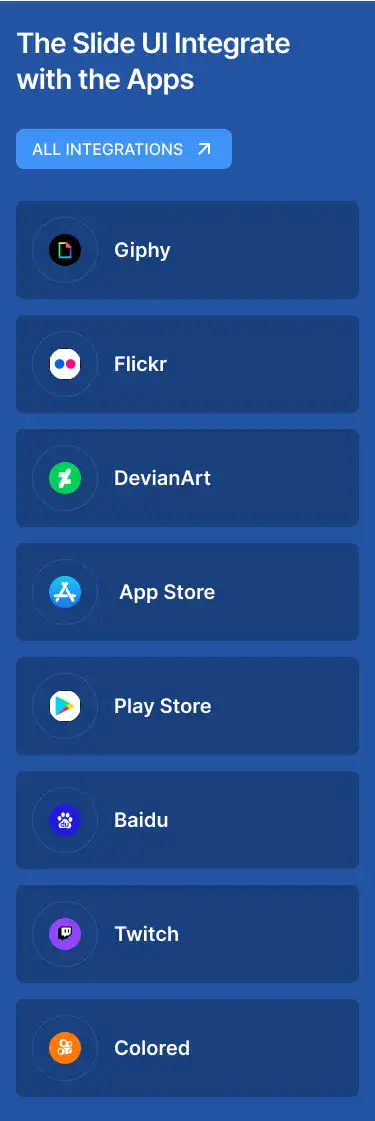 The Slide UI Integrate
with the Apps
ALL INTEGRATIONS
Giphy
Flickr
DevianArt
App Store
Play Store
Baidu
Twitch
Colored